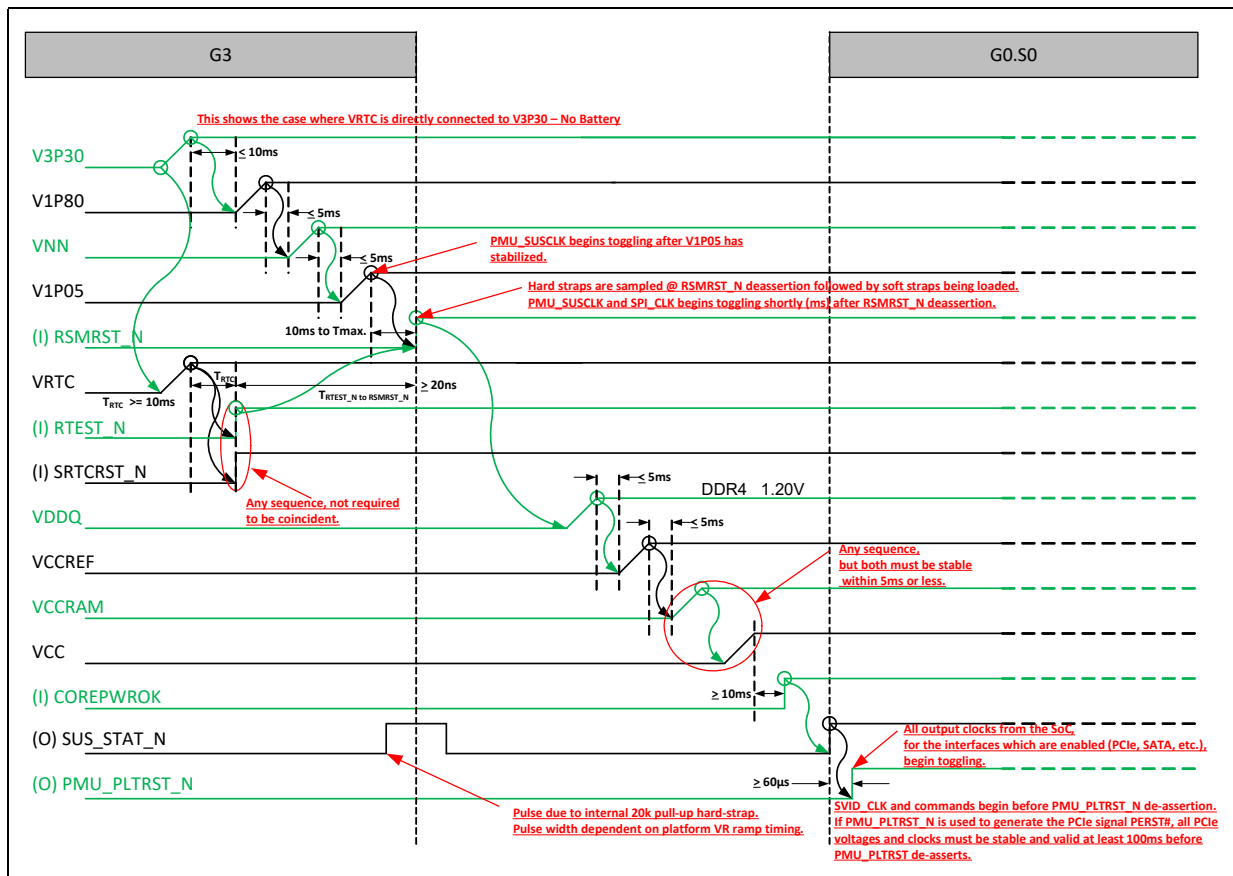 G3
G0.S0
This shows the case where VRTC is directly connected to V3P30 – No Battery
V3P30
≤ 10ms
V1P80
≤ 5ms
VNN
PMU_SUSCLK begins toggling after V1P05 has
stabilized.
≤ 5ms
V1P05
Hard straps are sampled @ RSMRST_N deassertion followed by soft straps being loaded.
PMU_SUSCLK and SPI_CLK begins toggling shortly (ms) after RSMRST_N deassertion.
10ms to Tmax.
(I) RSMRST_N
VRTC
TRTC
≥ 20ns
TRTC >= 10ms
TRTEST_N to RSMRST_N
(I) RTEST_N
(I) SRTCRST_N
Any sequence, not required
to be coincident.
≤ 5ms
DDR4 1.20V
VDDQ
≤ 5ms
VCCREF
Any sequence,
but both must be stable
within 5ms or less.
VCCRAM
VCC
≥ 10ms
(I) COREPWROK
(O) SUS_STAT_N
All output clocks from the SoC,
for the interfaces which are enabled (PCIe, SATA, etc.),
begin toggling.
(O) PMU_PLTRST_N
≥ 60µs
Pulse due to internal 20k pull-up hard-strap.
Pulse width dependent on platform VR ramp timing.
SVID_CLK and commands begin before PMU_PLTRST_N de-assertion.
If PMU_PLTRST_N is used to generate the PCIe signal PERST#, all PCIe
voltages and clocks must be stable and valid at least 100ms before
PMU_PLTRST de-asserts.